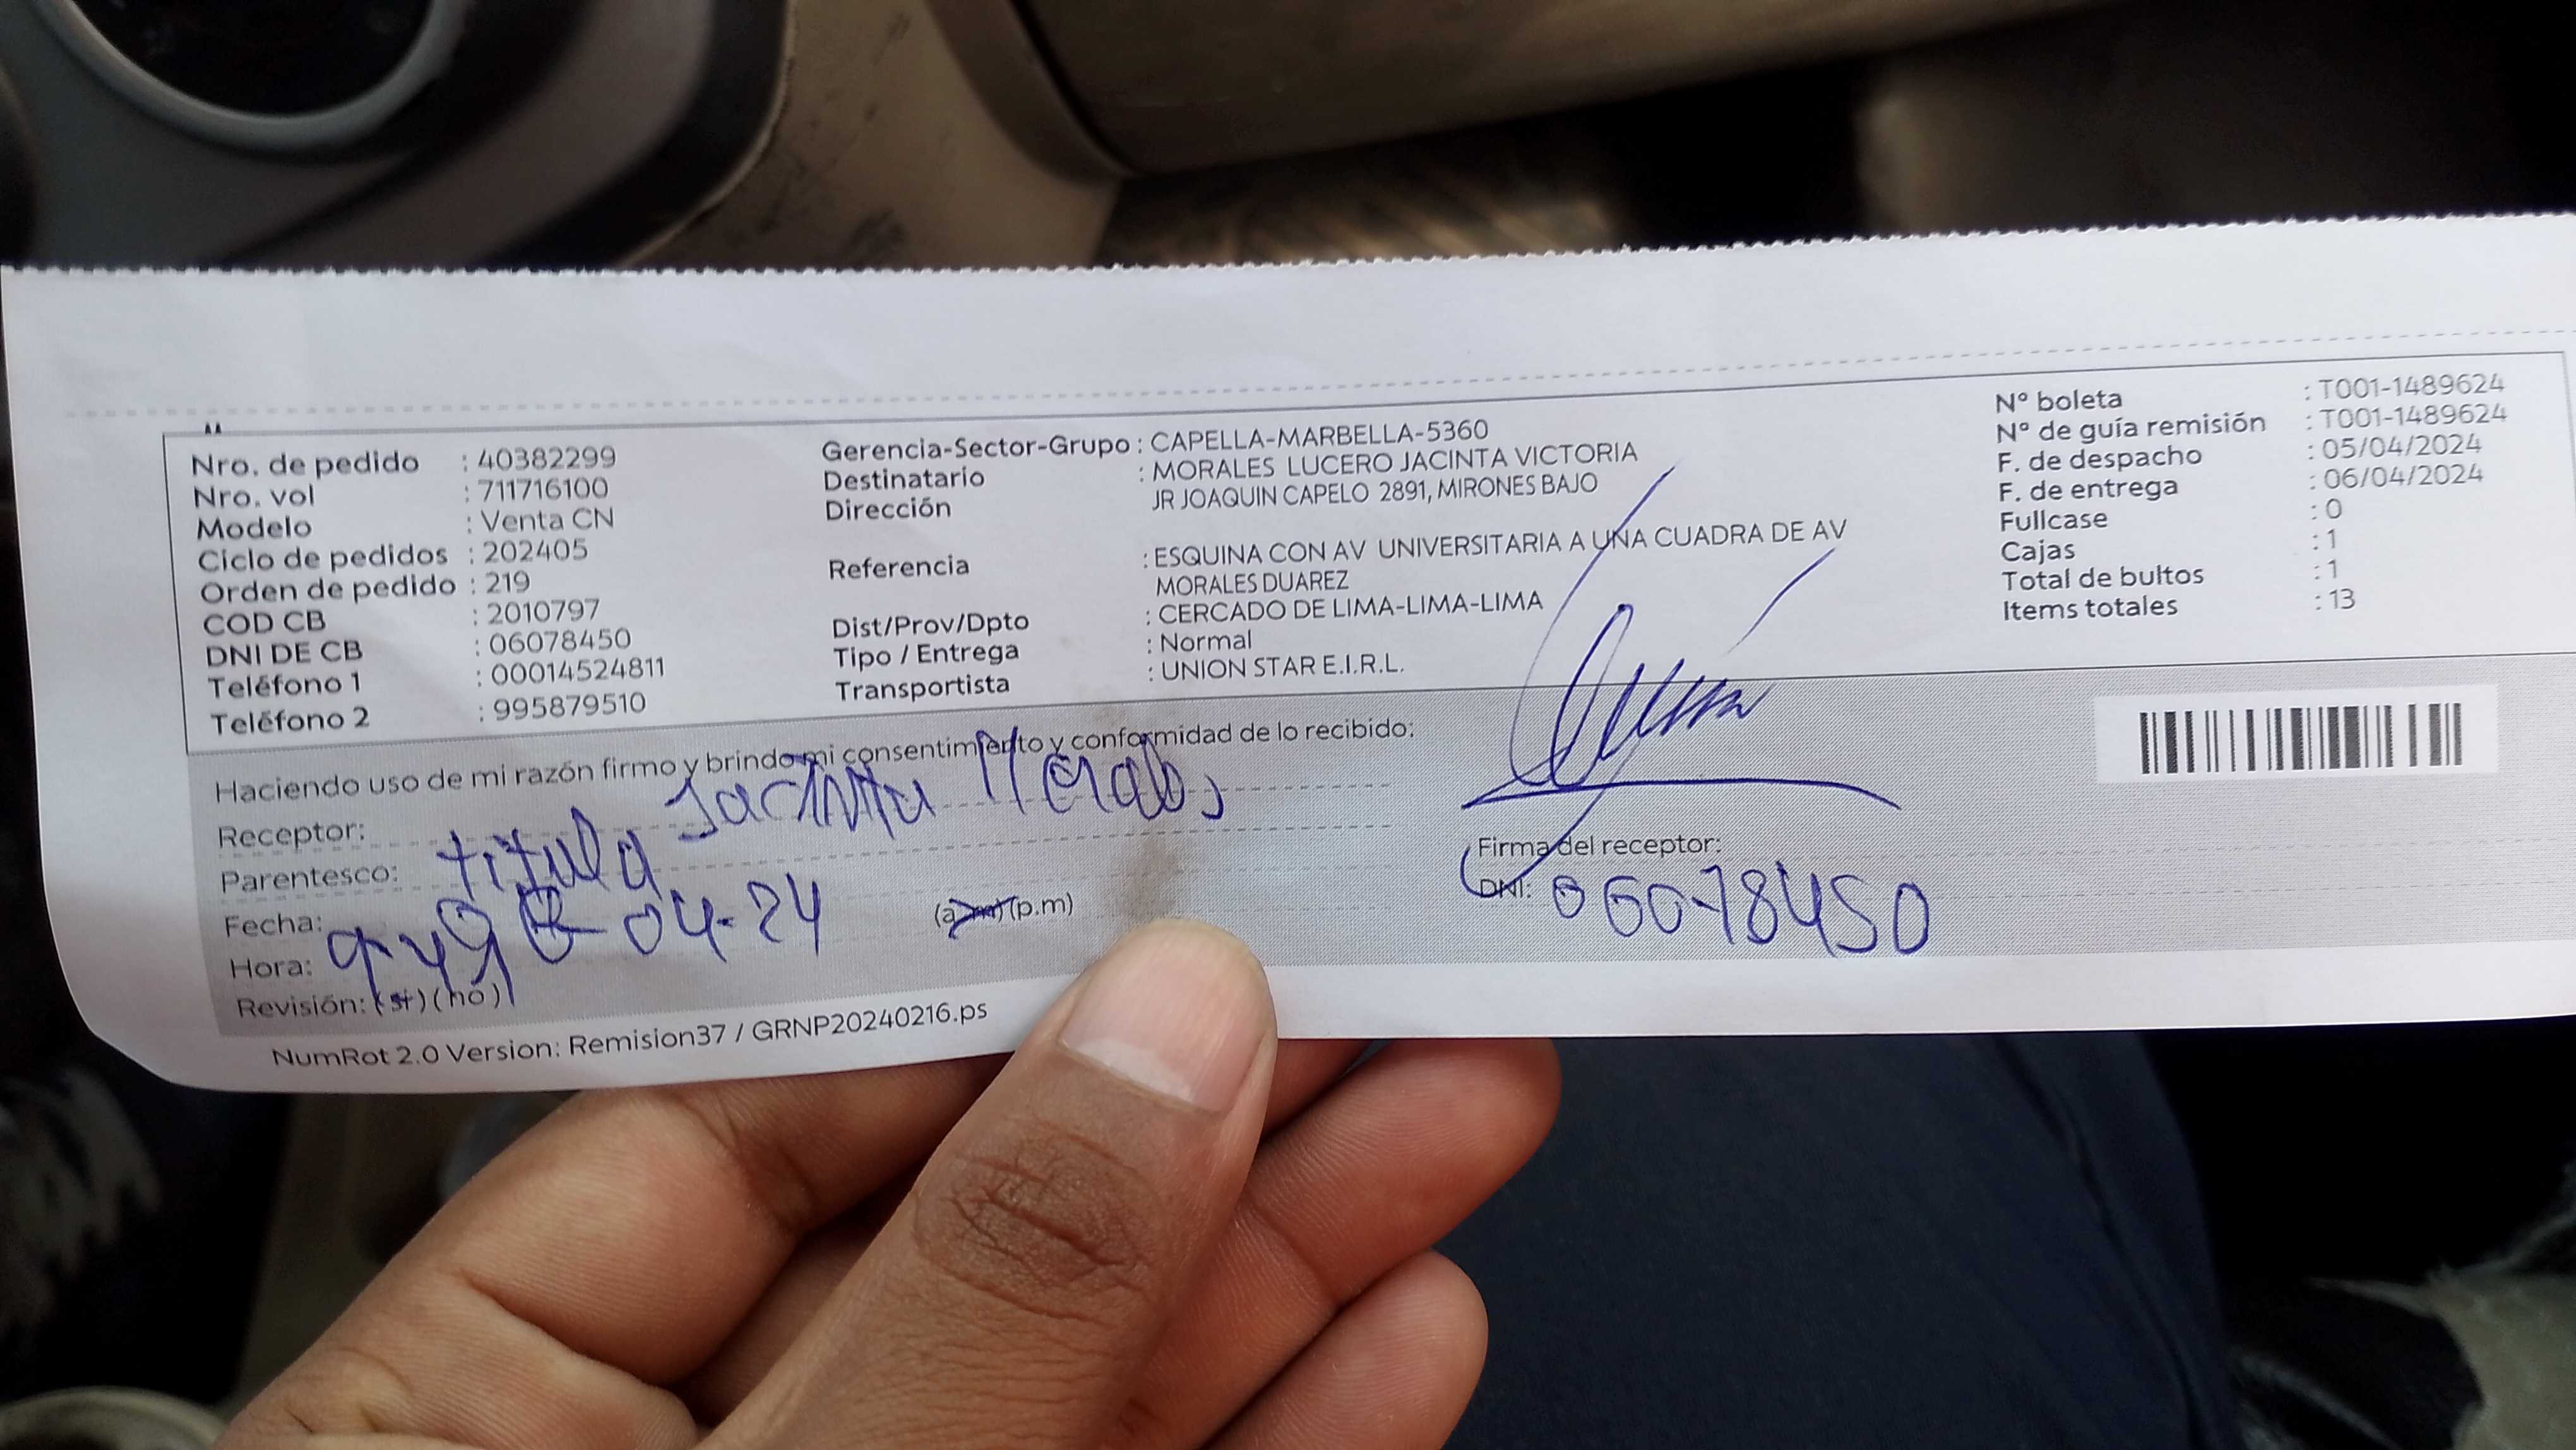 Nro. de pedido : 40382299
Nro. vol : 711716100
Modelo : Venta CN
Ciclo de pedidos : 202405
Orden de pedido : 219
COD CB : 2010797
DNI DE CB : 06078450
Teléfono 1 : 00014524811
Teléfono 2 : 995879510
Gerencia-Sector-Grupo : CAPELLA-MARBELLA-5360
Destinatario : MORALES LUCERO JACINTA VICTORIA
Dirección JR JOAQUIN CAPELO 2891, MIRONES BAJO
Referencia : ESQUINA CON AV UNIVERSITARIA A UNA CUADRA DE AV
MORALES DUAREZ
Dist/Prov/Dpto : CERCADO DE LIMA-LIMA-LIMA
Tipo / Entrega : Normal
Transportista : UNION STAR E.I.R.L.
Nº boleta : T001-1489624
Nº de guía remisión : T001-1489624
F. de despacho : 05/04/2024
F. de entrega : 06/04/2024
Fullcase : 0
Cajas : 1
Total de bultos : 1
Items totales : 13
Haciendo uso de mi razón firmo y brindo mi consentimiento y conformidad de lo recibido:
Receptor: Jacinta Morales
Parentesco: titula
Fecha: 04-24
Hora: (a.m) (p.m)
Revisión: (si) (no)
Firma del receptor:
DNI: 06078450
NumRot 2.0 Version: Remision37 / GRNP20240216.ps